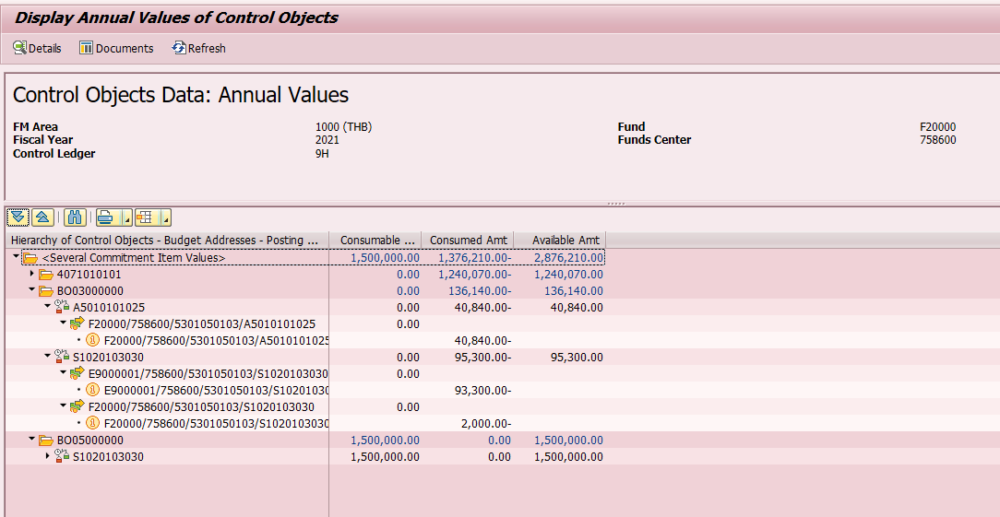 Display Annual Values of Control Objects
Details Documents Refresh
Control Objects Data: Annual Values
FM Area 1000 (THB) Fund F20000
Fiscal Year 2021 Funds Center 758600
Control Ledger 9H
Hierarchy of Control Objects - Budget Addresses - Posting ... Consumable ... Consumed Amt Available Amt
<Several Commitment Item Values> 1,500,000.00 1,376,210.00- 2,876,210.00
4071010101 0.00 1,240,070.00- 1,240,070.00
BO03000000 0.00 136,140.00- 136,140.00
A5010101025 0.00 40,840.00- 40,840.00
F20000/758600/5301050103/A5010101025 0.00
F20000/758600/5301050103/A5010101025 40,840.00-
S1020103030 0.00 95,300.00- 95,300.00
E9000001/758600/5301050103/S1020103030 0.00
E9000001/758600/5301050103/S10201030 93,300.00-
F20000/758600/5301050103/S1020103030 0.00
F20000/758600/5301050103/S1020103030 2,000.00-
BO05000000 1,500,000.00 0.00 1,500,000.00
S1020103030 1,500,000.00 0.00 1,500,000.00